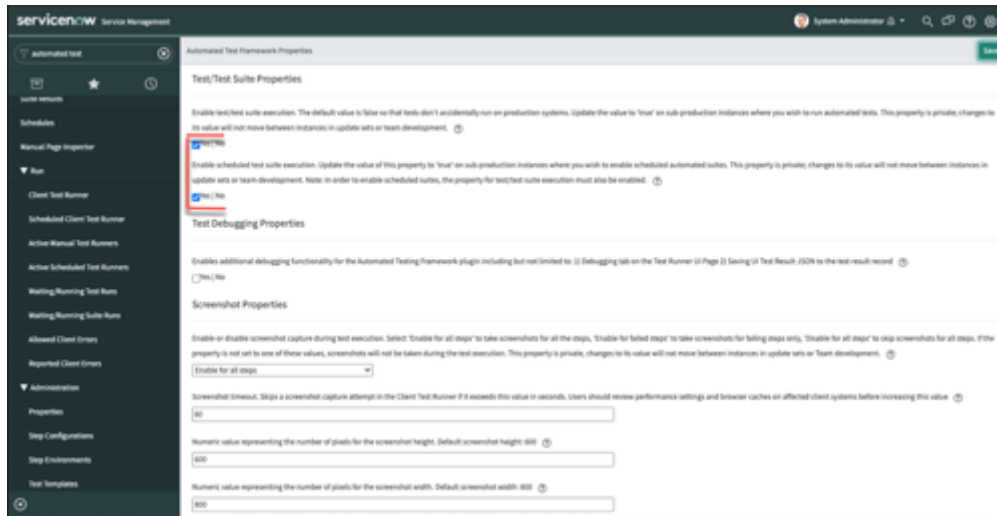 servicenow Service Management
System Administrator
automated test
Automated Test Framework Properties
Save
Suite Results
Schedules
Manual Page Inspector
Run
Client Test Runner
Scheduled Client Test Runner
Active Manual Test Runners
Active Scheduled Test Runners
Waiting/Running Test Runs
Waiting/Running Suite Runs
Allowed Client Errors
Reported Client Errors
Administration
Properties
Step Configurations
Step Environments
Test Templates
Test/Test Suite Properties
Enable test/test suite execution. The default value is false so that tests don't accidentally run on production systems. Update the value to 'true' on sub-production instances where you wish to run automated tests. This property is private; changes to
its value will not move between instances in update sets or team development.
Yes | No
Enable scheduled test suite execution. Update the value of this property to 'true' on sub-production instances where you wish to enable scheduled automated suites. This property is private; changes to its value will not move between instances in
update sets or team development. Note: In order to enable scheduled suites, the property for test/test suite execution must also be enabled.
Yes | No
Test Debugging Properties
Enables additional debugging functionality for the Automated Testing Framework plugin including but not limited to: 1) Debugging tab on the Test Runner UI Page 2) Saving UI Test Result JSON to the test result record
Yes | No
Screenshot Properties
Enable or disable screenshot capture during test execution. Select 'Enable for all steps' to take screenshots for all the steps, 'Enable for failed steps' to take screenshots for failing steps only, 'Disable for all steps' to skip screenshots for all steps. If the
property is not set to one of these values, screenshots will not be taken during the test execution. This property is private, changes to its value will not move between instances in update sets or Team development.
Enable for all steps
Screenshot timeout. Skips a screenshot capture attempt in the Client Test Runner if it exceeds this value in seconds. Users should review performance settings and browser caches on affected client systems before increasing this value
60
Numeric value representing the number of pixels for the screenshot height. Default screenshot height: 600
600
Numeric value representing the number of pixels for the screenshot width. Default screenshot width: 800
800